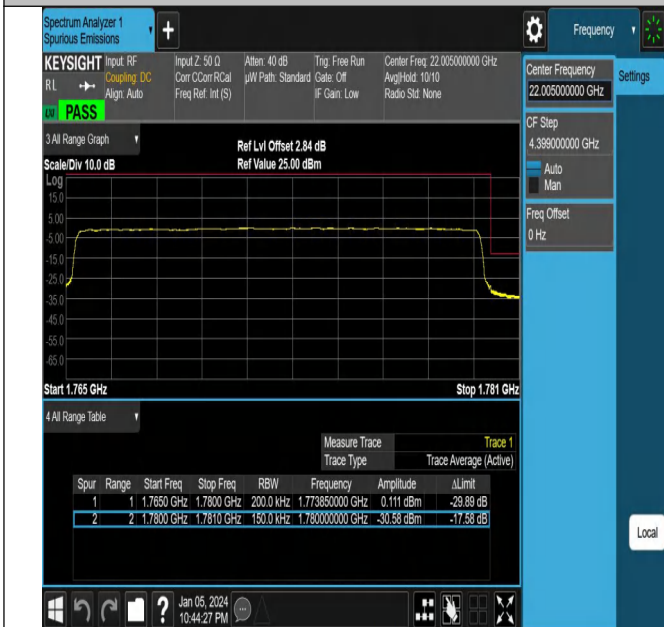 Spectrum Analyzer 1
Spurious Emissions
+
Frequency
KEYSIGHT Input: RF Input Z: 50 Ω Atten: 40 dB Trig: Free Run Center Freq: 22.005000000 GHz
RL Coupling: DC Corr CCorr RCal µW Path: Standard Gate: Off Avg|Hold: 10/10
Align: Auto Freq Ref: Int (S) IF Gain: Low Radio Std: None
PASS
Center Frequency
22.005000000 GHz
Settings
CF Step
4.399000000 GHz
Auto
Man
Freq Offset
0 Hz
3 All Range Graph
Ref Lvl Offset 2.84 dB
Scale/Div 10.0 dB Ref Value 25.00 dBm
Log
15.0
5.00
-5.00
-15.0
-25.0
-35.0
-45.0
-55.0
-65.0
Start 1.765 GHz Stop 1.781 GHz
4 All Range Table
Measure Trace Trace 1
Trace Type Trace Average (Active)
Spur Range Start Freq Stop Freq RBW Frequency Amplitude ΔLimit
1 1 1.7650 GHz 1.7800 GHz 200.0 kHz 1.773850000 GHz 0.111 dBm -29.89 dB
2 2 1.7800 GHz 1.7810 GHz 150.0 kHz 1.780000000 GHz -30.58 dBm -17.58 dB
Local
? Jan 05, 2024
10:44:27 PM